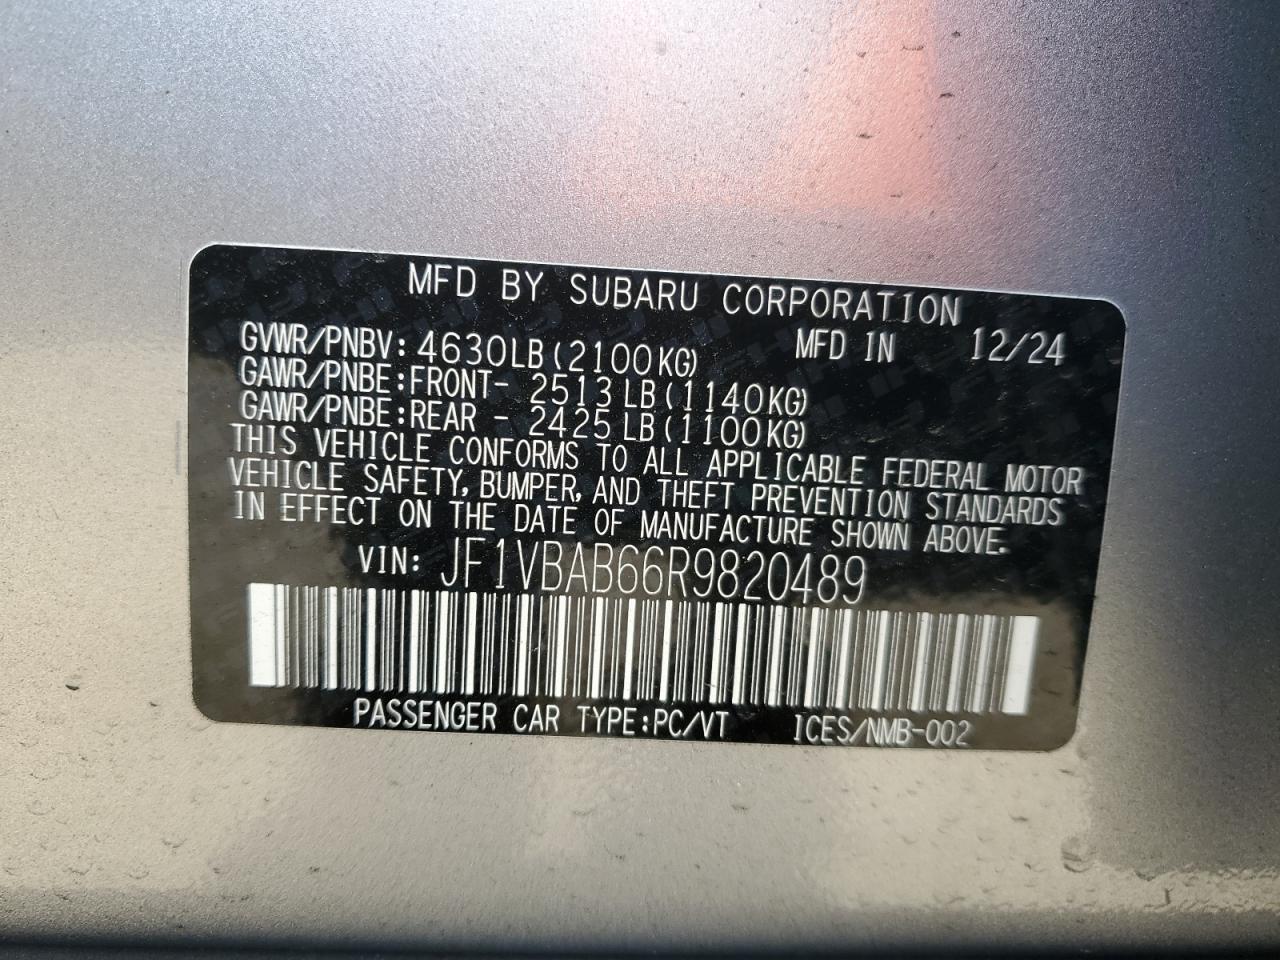 MFD BY SUBARU CORPORATION
GVWR/PNBV: 4630LB(2100KG) MFD IN 12/24
GAWR/PNBE:FRONT- 2513LB(1140KG)
GAWR/PNBE:REAR - 2425LB(1100KG)
THIS VEHICLE CONFORMS TO ALL APPLICABLE FEDERAL MOTOR
VEHICLE SAFETY, BUMPER, AND THEFT PREVENTION STANDARDS
IN EFFECT ON THE DATE OF MANUFACTURE SHOWN ABOVE.
VIN: JF1VBAB66R9820489
PASSENGER CAR TYPE:PC/VT ICES/NMB-002